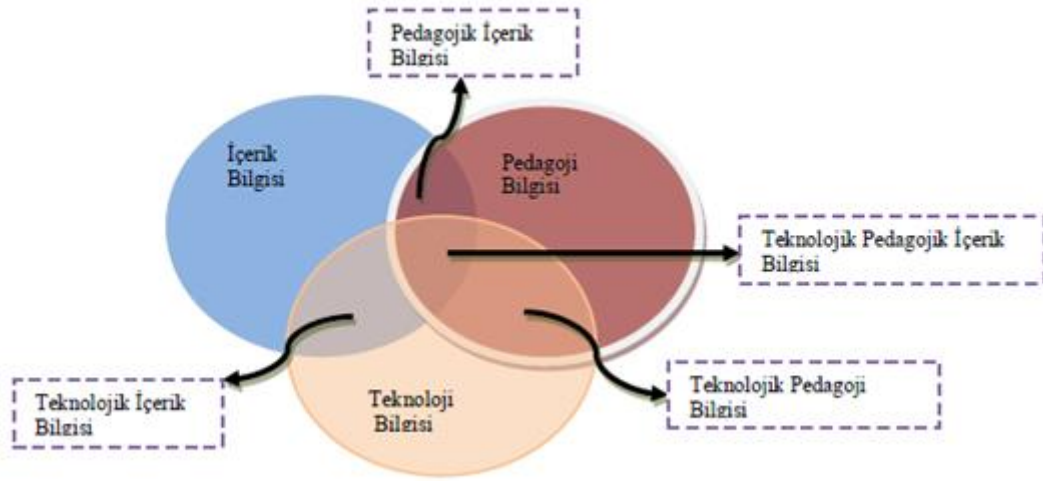 Pedagojik İçerik
Bilgisi
İçerik
Bilgisi
Pedagoji
Bilgisi
Teknolojik Pedagojik İçerik
Bilgisi
Teknolojik İçerik
Bilgisi
Teknoloji
Bilgisi
Teknolojik Pedagoji
Bilgisi